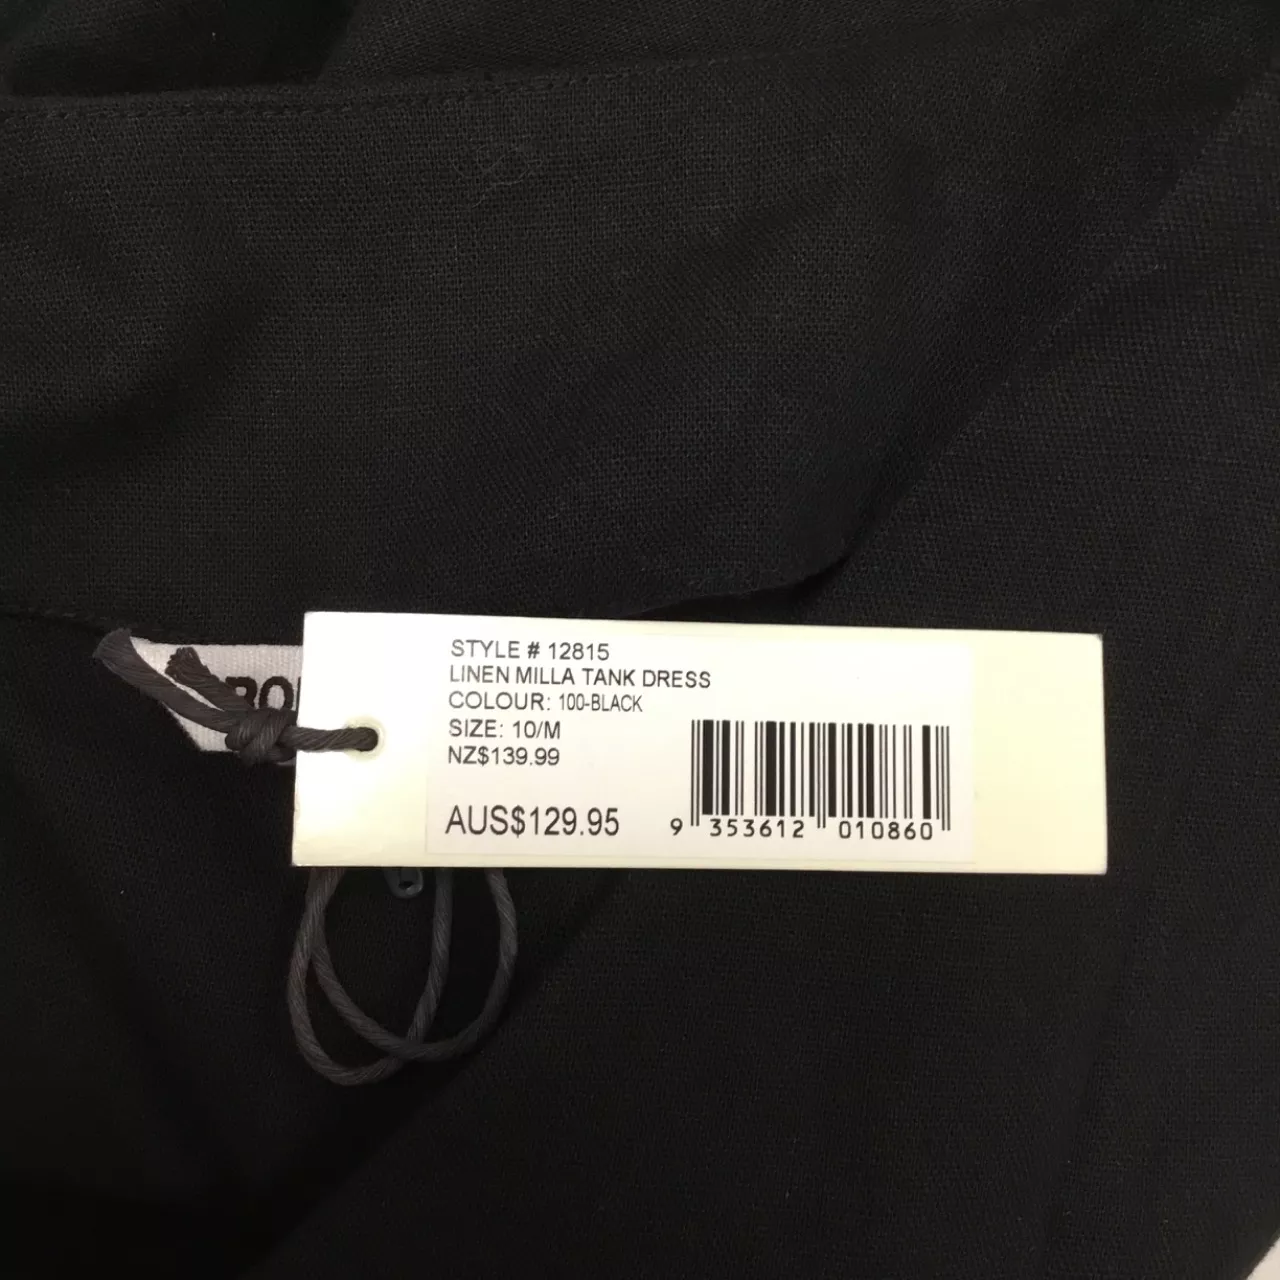 STYLE # 12815
LINEN MILLA TANK DRESS
COLOUR: 100-BLACK
SIZE: 10/M
NZ$139.99
AUS$129.95
9 353612 010860